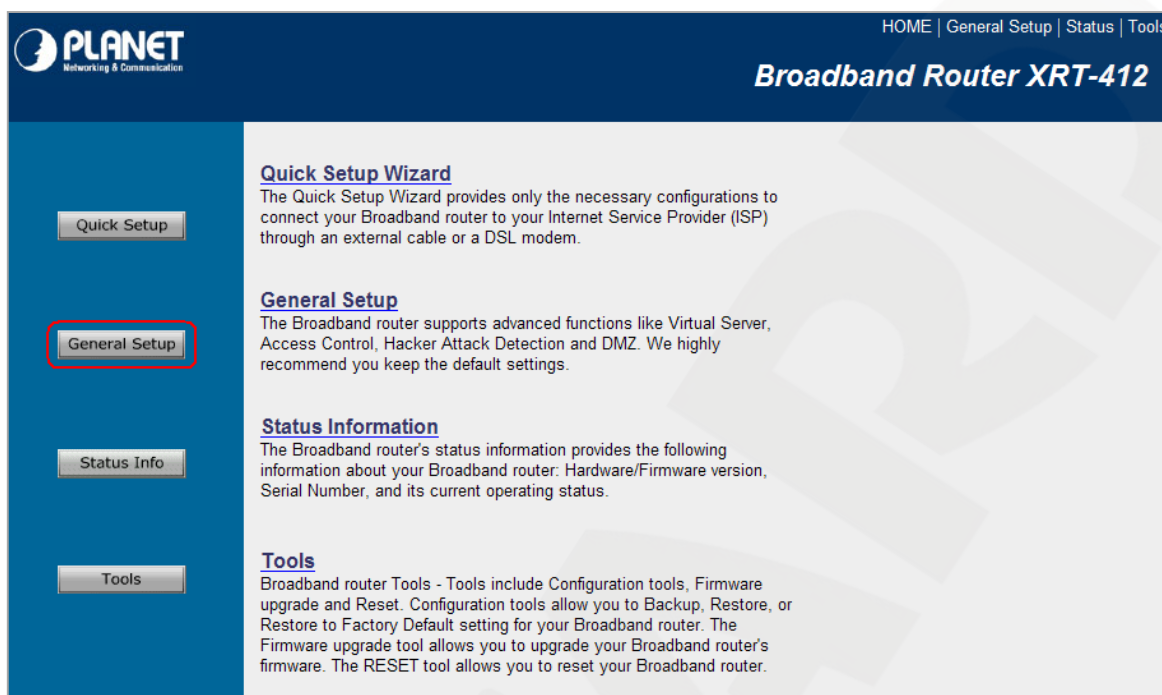 PLANET
Networking & Communication
HOME | General Setup | Status | Tools
Broadband Router XRT-412
Quick Setup
General Setup
Status Info
Tools
Quick Setup Wizard
The Quick Setup Wizard provides only the necessary configurations to
connect your Broadband router to your Internet Service Provider (ISP)
through an external cable or a DSL modem.
General Setup
The Broadband router supports advanced functions like Virtual Server,
Access Control, Hacker Attack Detection and DMZ. We highly
recommend you keep the default settings.
Status Information
The Broadband router's status information provides the following
information about your Broadband router: Hardware/Firmware version,
Serial Number, and its current operating status.
Tools
Broadband router Tools - Tools include Configuration tools, Firmware
upgrade and Reset. Configuration tools allow you to Backup, Restore, or
Restore to Factory Default setting for your Broadband router. The
Firmware upgrade tool allows you to upgrade your Broadband router's
firmware. The RESET tool allows you to reset your Broadband router.